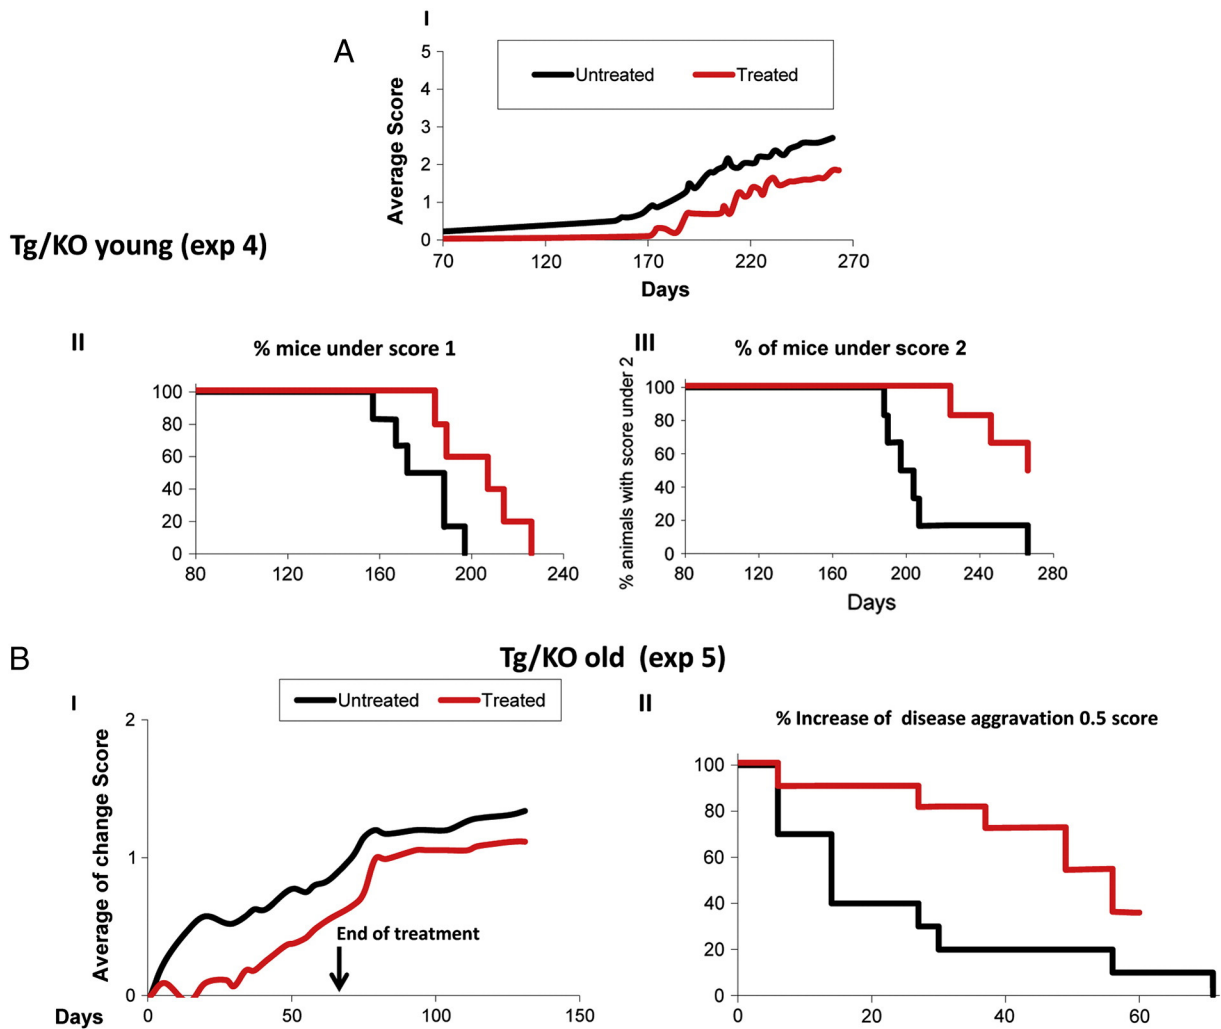 I
A
Untreated Treated
5
4
3
2
1
0
Average Score
70 120 170 220 270
Days
Tg/KO young (exp 4)
II
% mice under score 1
100
80
60
40
20
0
80 120 160 200 240
III
% of mice under score 2
% animals with score under 2
100
80
60
40
20
0
80 120 160 200 240 280
Days
B
Tg/KO old (exp 5)
I
Untreated Treated
Average of change Score
2
1
0
End of treatment
Days
0 50 100 150
II
% Increase of disease aggravation 0.5 score
100
80
60
40
20
0
0 20 40 60